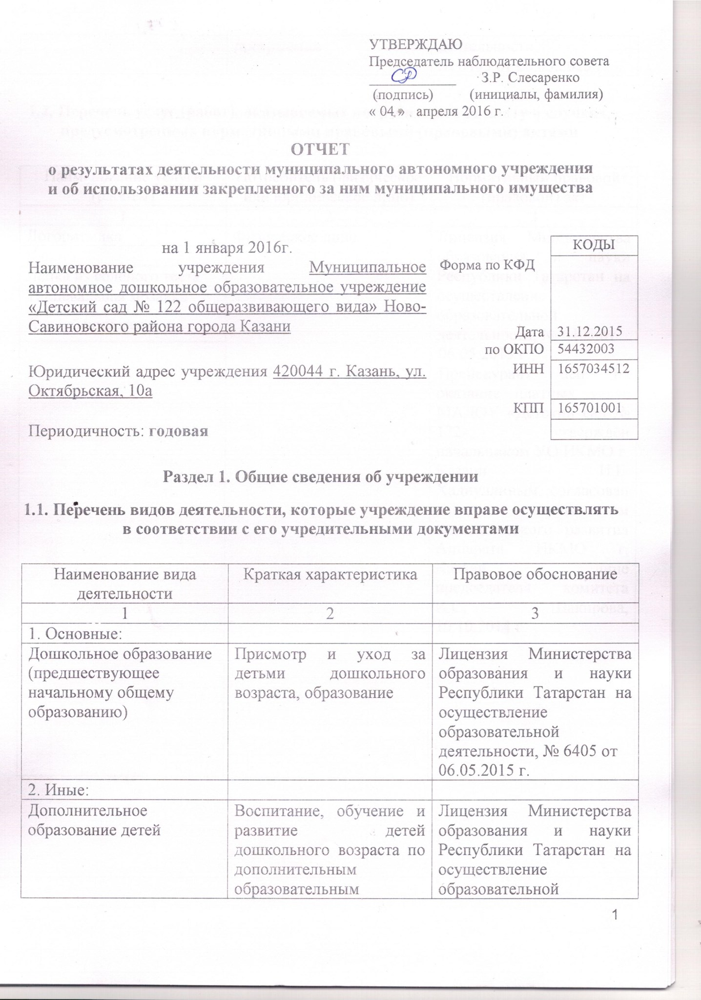 УТВЕРЖДАЮ
Председатель наблюдательного совета
З.Р. Слесаренко
(подпись) (инициалы, фамилия)
« 04 » апреля 2016 г.
ОТЧЕТ
о результатах деятельности муниципального автономного учреждения
и об использовании закрепленного за ним муниципального имущества
на 1 января 2016г.
КОДЫ
Наименование учреждения Муниципальное
автономное дошкольное образовательное учреждение
«Детский сад № 122 общеразвивающего вида» Ново-
Савиновского района города Казани
Форма по КФД
Дата 31.12.2015
по ОКПО 54432003
Юридический адрес учреждения 420044 г. Казань, ул.
Октябрьская, 10а
ИНН 1657034512
КПП 165701001
Периодичность: годовая
Раздел 1. Общие сведения об учреждении
1.1. Перечень видов деятельности, которые учреждение вправе осуществлять
в соответствии с его учредительными документами
Наименование вида
деятельности
Краткая характеристика
Правовое обоснование
1 2 3
1. Основные:
Дошкольное образование
(предшествующее
начальному общему
образованию)
Присмотр и уход за
детьми дошкольного
возраста, образование
Лицензия Министерства
образования и науки
Республики Татарстан на
осуществление
образовательной
деятельности, № 6405 от
06.05.2015 г.
2. Иные:
Дополнительное
образование детей
Воспитание, обучение и
развитие детей
дошкольного возраста по
дополнительным
образовательным
Лицензия Министерства
образования и науки
Республики Татарстан на
осуществление
образовательной
1